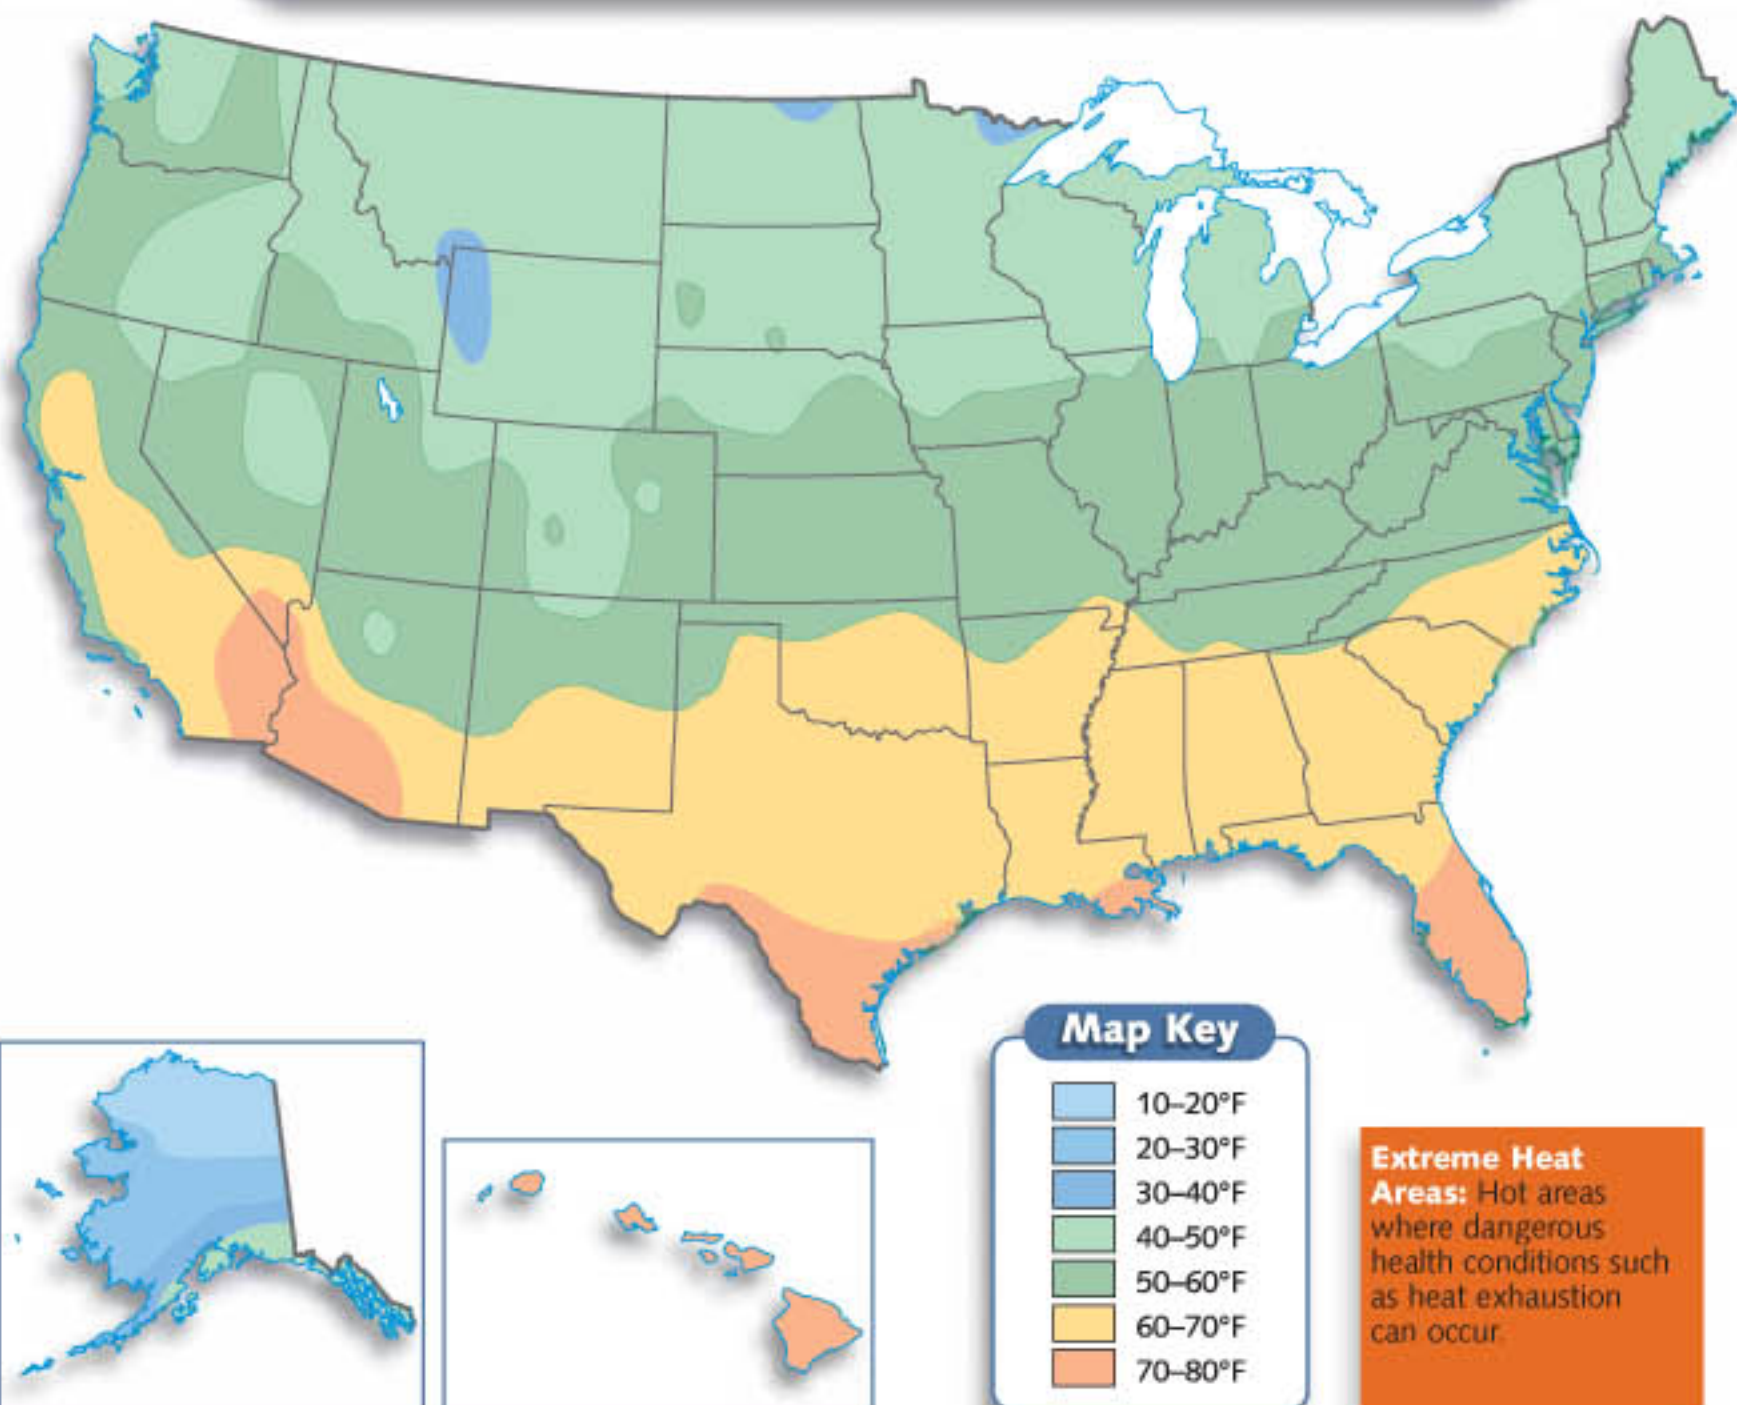 Map Key
10–20°F
20–30°F
30–40°F
40–50°F
50–60°F
60–70°F
70–80°F
Extreme Heat
Areas: Hot areas
where dangerous
health conditions such
as heat exhaustion
can occur.